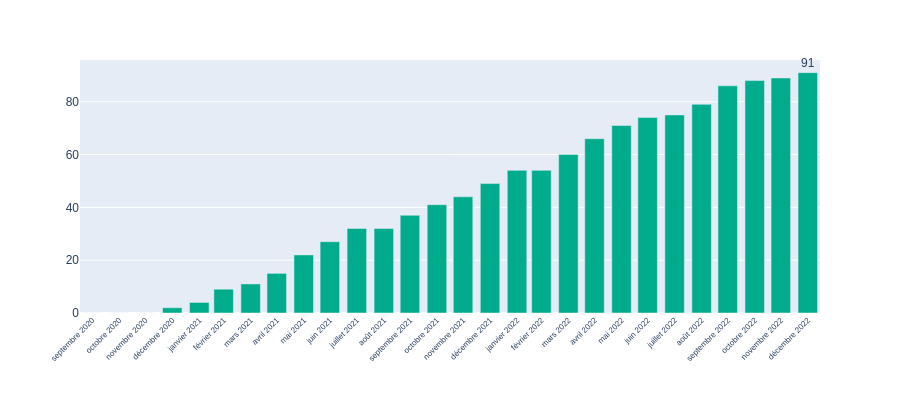 91
80
60
40
20
0
septembre 2020
octobre 2020
novembre 2020
décembre 2020
janvier 2021
février 2021
mars 2021
avril 2021
mai 2021
juin 2021
juillet 2021
août 2021
septembre 2021
octobre 2021
novembre 2021
décembre 2021
janvier 2022
février 2022
mars 2022
avril 2022
mai 2022
juin 2022
juillet 2022
août 2022
septembre 2022
octobre 2022
novembre 2022
décembre 2022